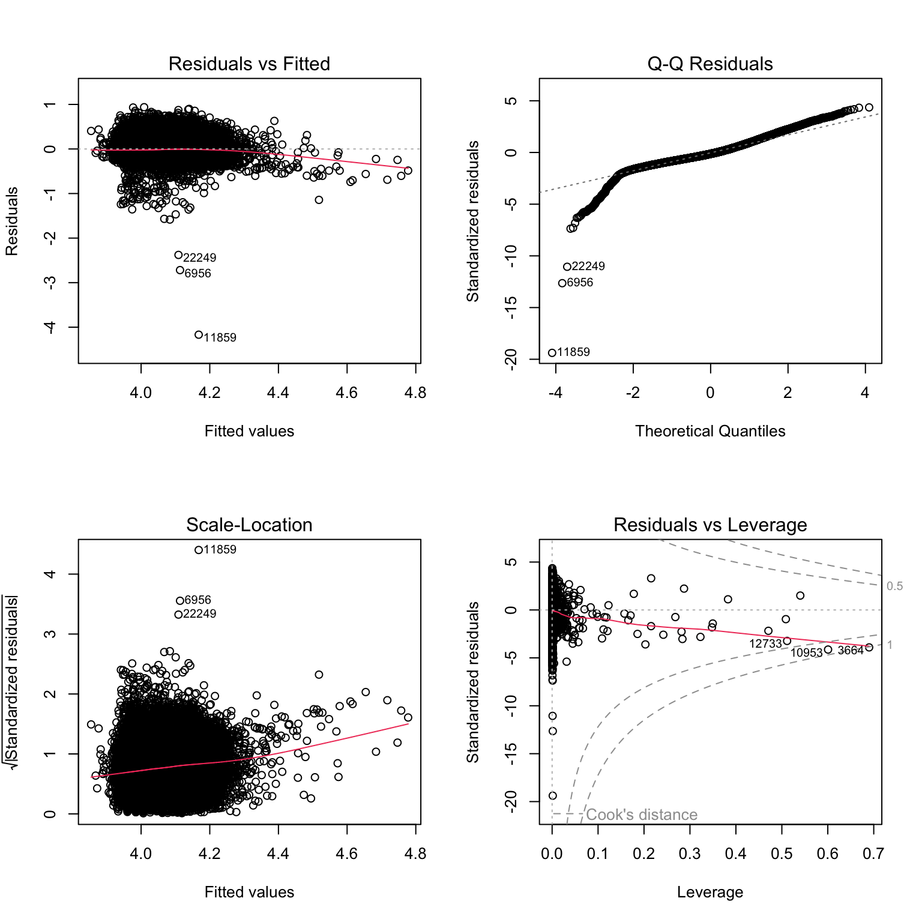 Residuals vs Fitted
Residuals
1
0
-1
-2
-3
-4
22249
6956
11859
4.0 4.2 4.4 4.6 4.8
Fitted values
Q-Q Residuals
Standardized residuals
5
0
-5
-10
-15
-20
22249
6956
11859
-4 -2 0 2 4
Theoretical Quantiles
Scale-Location
√|Standardized residuals|
4
3
2
1
0
11859
6956
22249
4.0 4.2 4.4 4.6 4.8
Fitted values
Residuals vs Leverage
Standardized residuals
5
0
-5
-10
-15
-20
0.5
1
12733
10953
3664
Cook's distance
0.0 0.1 0.2 0.3 0.4 0.5 0.6 0.7
Leverage